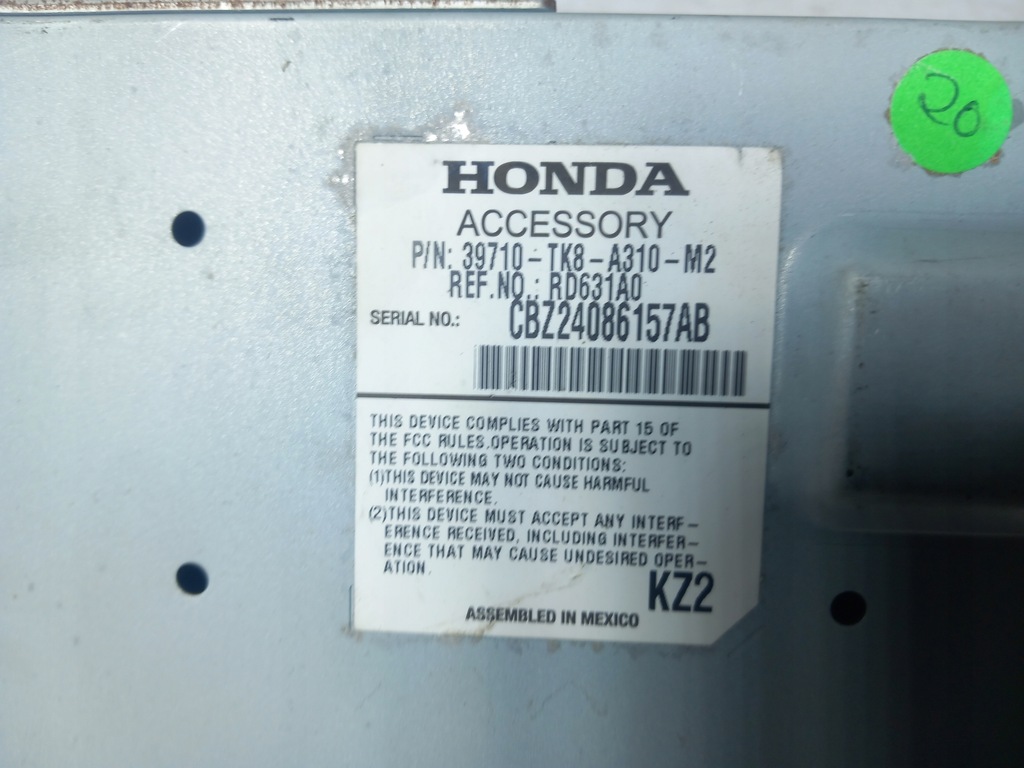 20
HONDA
ACCESSORY
P/N: 39710-TK8-A310-M2
REF.NO.: RD631A0
SERIAL NO.: CBZ24086157AB
THIS DEVICE COMPLIES WITH PART 15 OF
THE FCC RULES.OPERATION IS SUBJECT TO
THE FOLLOWING TWO CONDITIONS:
(1)THIS DEVICE MAY NOT CAUSE HARMFUL
INTERFERENCE.
(2)THIS DEVICE MUST ACCEPT ANY INTERF-
ERENCE RECEIVED, INCLUDING INTERFER-
ENCE THAT MAY CAUSE UNDESIRED OPER-
ATION.
KZ2
ASSEMBLED IN MEXICO